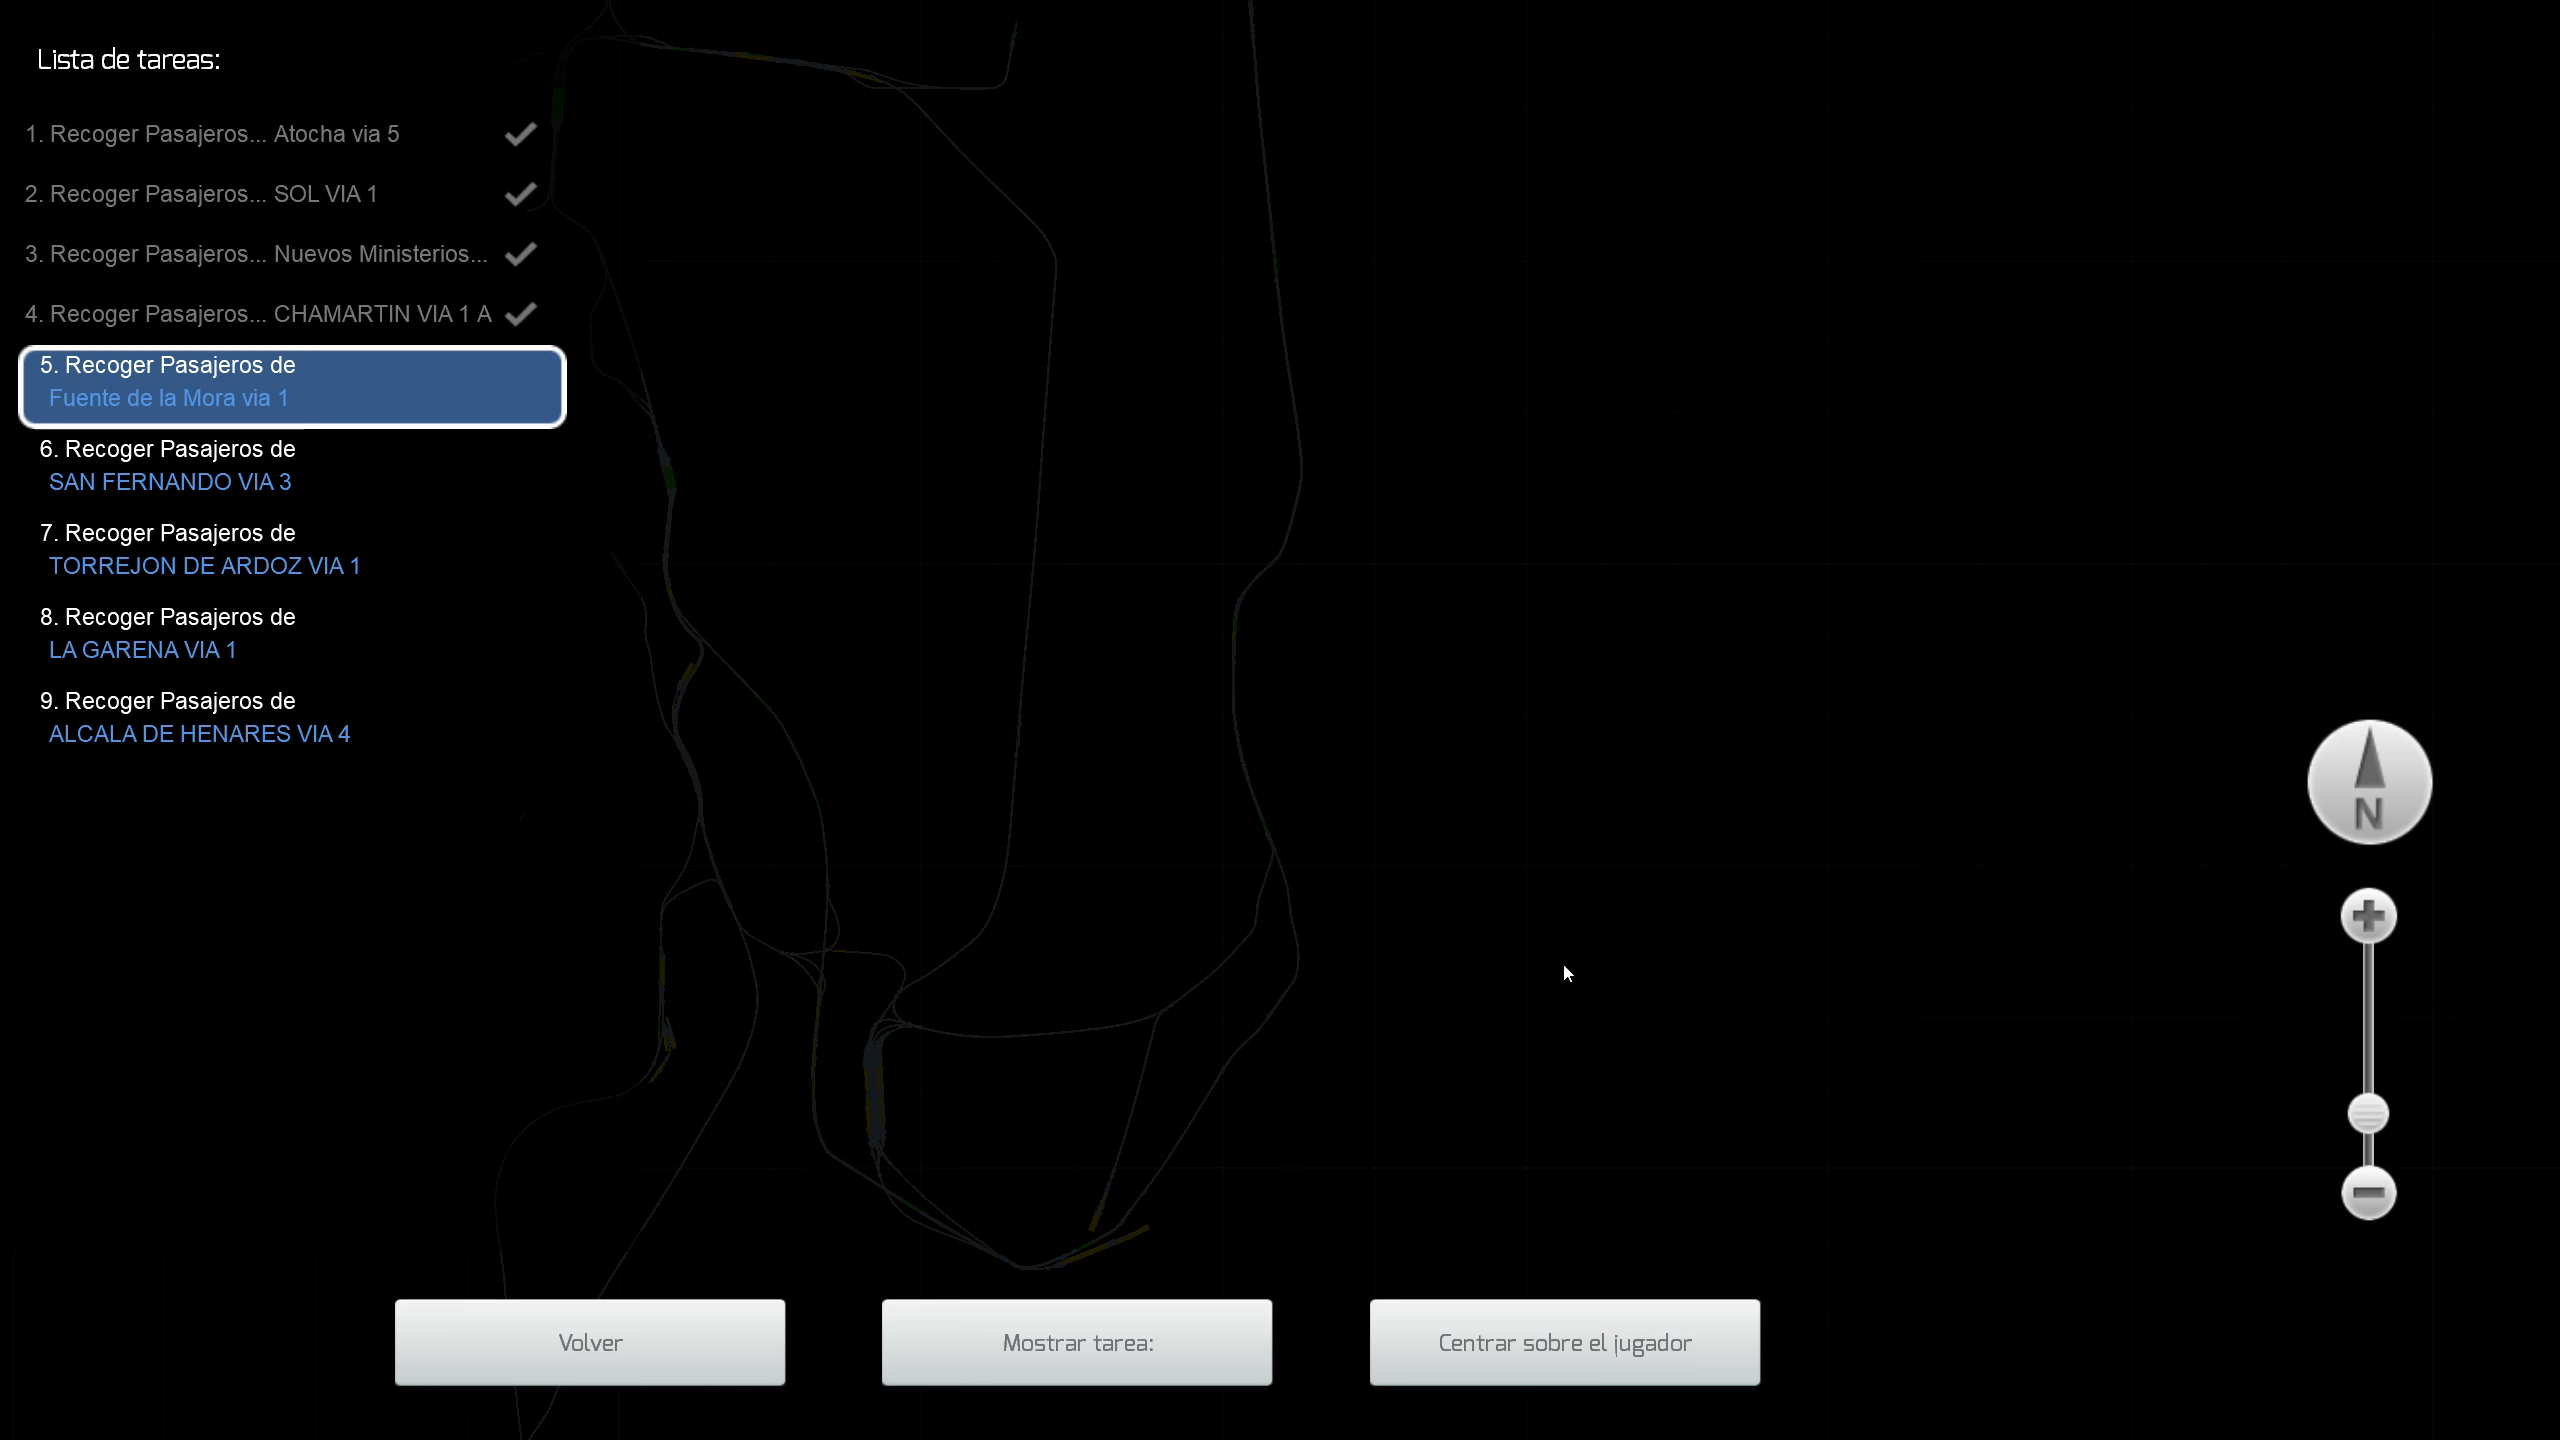 Lista de tareas:
1. Recoger Pasajeros... Atocha via 5
2. Recoger Pasajeros... SOL VIA 1
3. Recoger Pasajeros... Nuevos Ministerios...
4. Recoger Pasajeros... CHAMARTIN VIA 1 A
5. Recoger Pasajeros de
Fuente de la Mora via 1
6. Recoger Pasajeros de
SAN FERNANDO VIA 3
7. Recoger Pasajeros de
TORREJON DE ARDOZ VIA 1
8. Recoger Pasajeros de
LA GARENA VIA 1
9. Recoger Pasajeros de
ALCALA DE HENARES VIA 4
N
Volver
Mostrar tarea:
Centrar sobre el jugador